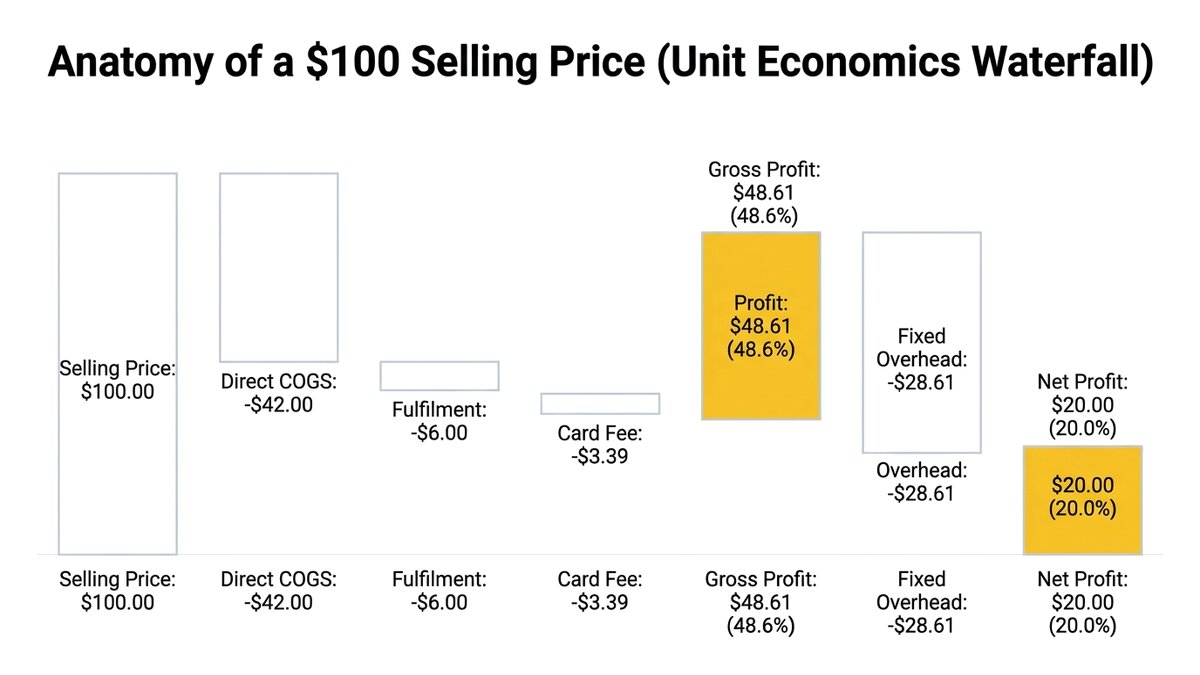 Anatomy of a $100 Selling Price (Unit Economics Waterfall)
Selling Price:
$100.00
Direct COGS:
-$42.00
Fulfilment:
-$6.00
Card Fee:
-$3.39
Gross Profit:
$48.61
(48.6%)
Profit:
$48.61
(48.6%)
Fixed
Overhead:
-$28.61
Overhead:
-$28.61
Net Profit:
$20.00
(20.0%)
$20.00
(20.0%)
Selling Price:
$100.00
Direct COGS:
-$42.00
Fulfilment:
-$6.00
Card Fee:
-$3.39
Gross Profit:
$48.61
(48.6%)
Fixed
Overhead:
-$28.61
Net Profit:
$20.00
(20.0%)